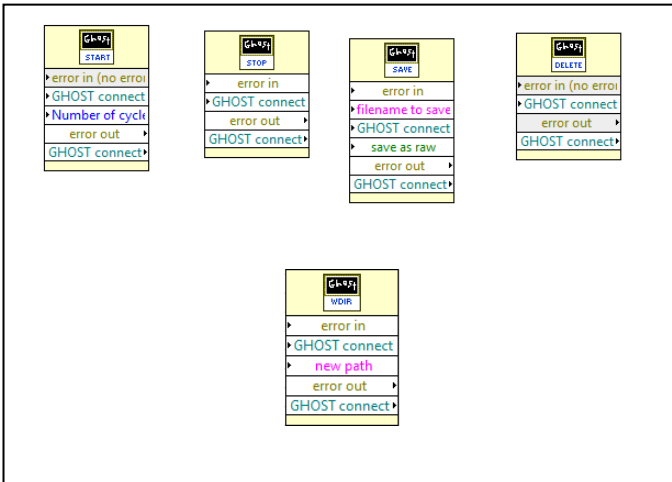 Ghost
START
error in (no erroi
GHOST connect
Number of cycle
error out
GHOST connect
Ghost
STOP
error in
GHOST connect
error out
GHOST connect
Ghost
SAVE
error in
filename to save
GHOST connect
save as raw
error out
GHOST connect
Ghost
DELETE
error in (no erroi
GHOST connect
error out
GHOST connect
Ghost
WDIR
error in
GHOST connect
new path
error out
GHOST connect